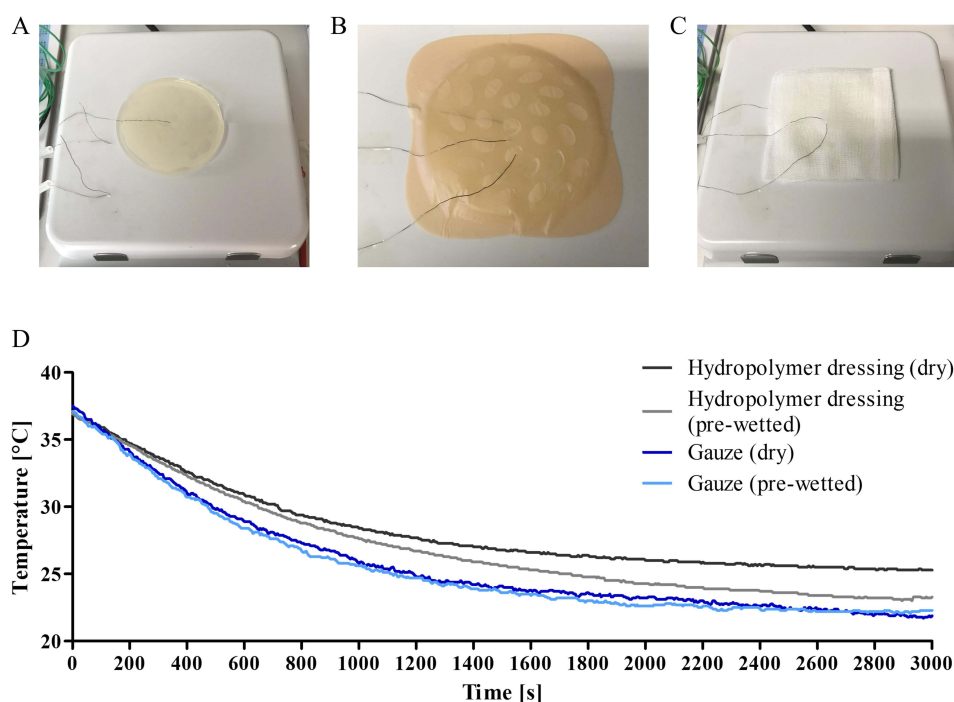 A
B
C
D
Hydropolymer dressing (dry)
Hydropolymer dressing
(pre-wetted)
Gauze (dry)
Gauze (pre-wetted)
Temperature [°C]
40
35
30
25
20
0
200
400
600
800
1000
1200
1400
1600
1800
2000
2200
2400
2600
2800
3000
Time [s]